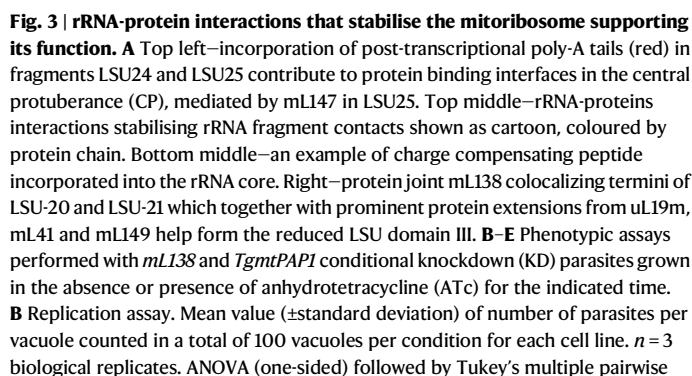 Fig. 3 | rRNA-protein interactions that stabilise the mitoribosome supporting
its function. A Top left—incorporation of post-transcriptional poly-A tails (red) in
fragments LSU24 and LSU25 contribute to protein binding interfaces in the central
protuberance (CP), mediated by mL147 in LSU25. Top middle—rRNA-proteins
interactions stabilising rRNA fragment contacts shown as cartoon, coloured by
protein chain. Bottom middle—an example of charge compensating peptide
incorporated into the rRNA core. Right—protein joint mL138 colocalizing termini of
LSU-20 and LSU-21 which together with prominent protein extensions from uL19m,
mL41 and mL149 help form the reduced LSU domain III. B–E Phenotypic assays
performed with mL138 and TgmtPAP1 conditional knockdown (KD) parasites grown
in the absence or presence of anhydrotetracycline (ATc) for the indicated time.
B Replication assay. Mean value (±standard deviation) of number of parasites per
vacuole counted in a total of 100 vacuoles per condition for each cell line. n = 3
biological replicates. ANOVA (one-sided) followed by Tukey's multiple pairwise